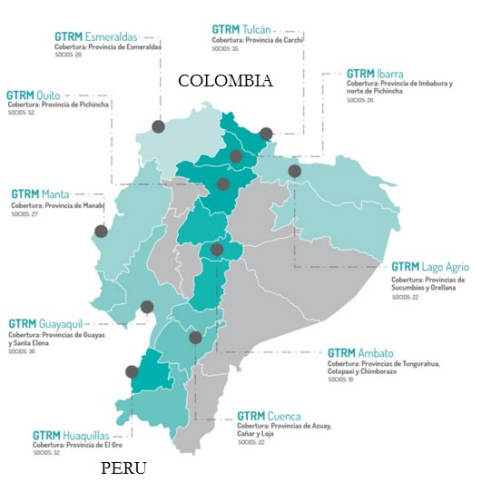 GTRM Esmeraldas
Cobertura: Provincia de Esmeraldas
SOCIOS: 28
GTRM Tulcán
Cobertura: Provincia de Carchi
SOCIOS: 35
COLOMBIA
GTRM Ibarra
Cobertura: Provincia de Imbabura y
norte de Pichincha
SOCIOS: 26
GTRM Quito
Cobertura: Provincia de Pichincha
SOCIOS: 52
GTRM Manta
Cobertura: Provincia de Manabí
SOCIOS: 27
GTRM Lago Agrio
Cobertura: Provincias de
Sucumbíos y Orellana
SOCIOS: 22
GTRM Guayaquil
Cobertura: Provincias de Guayas
y Santa Elena
SOCIOS: 36
GTRM Ambato
Cobertura: Provincias de Tungurahua,
Cotopaxi y Chimborazo
SOCIOS: 18
GTRM Cuenca
Cobertura: Provincias de Azuay,
Cañar y Loja
SOCIOS: 22
GTRM Huaquillas
Cobertura: Provincia de El Oro
SOCIOS: 32
PERU